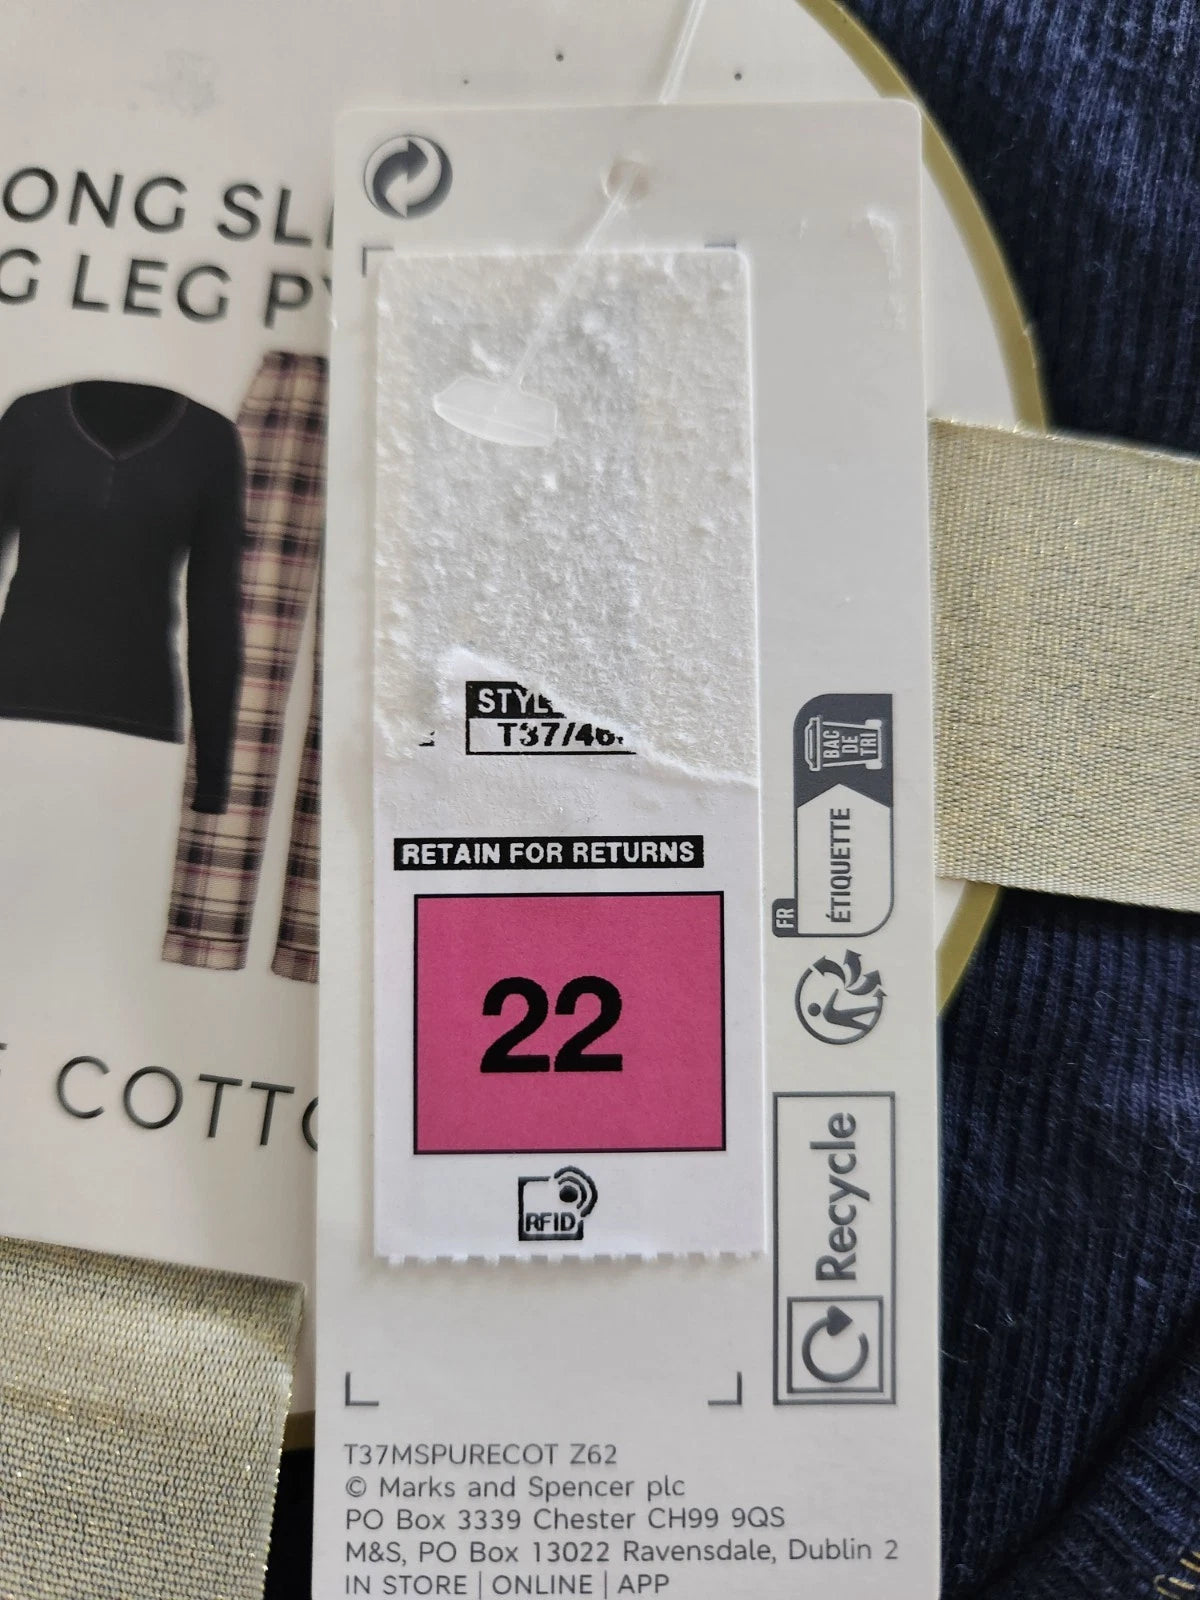 ONG SL
G LEG P
COTT
STYL
T37/46
RETAIN FOR RETURNS
22
RFID
BAC
DE
TRI
FR
ÉTIQUETTE
Recycle
T37MSPURECOT Z62
© Marks and Spencer plc
PO Box 3339 Chester CH99 9QS
M&S, PO Box 13022 Ravensdale, Dublin 2
IN STORE | ONLINE | APP